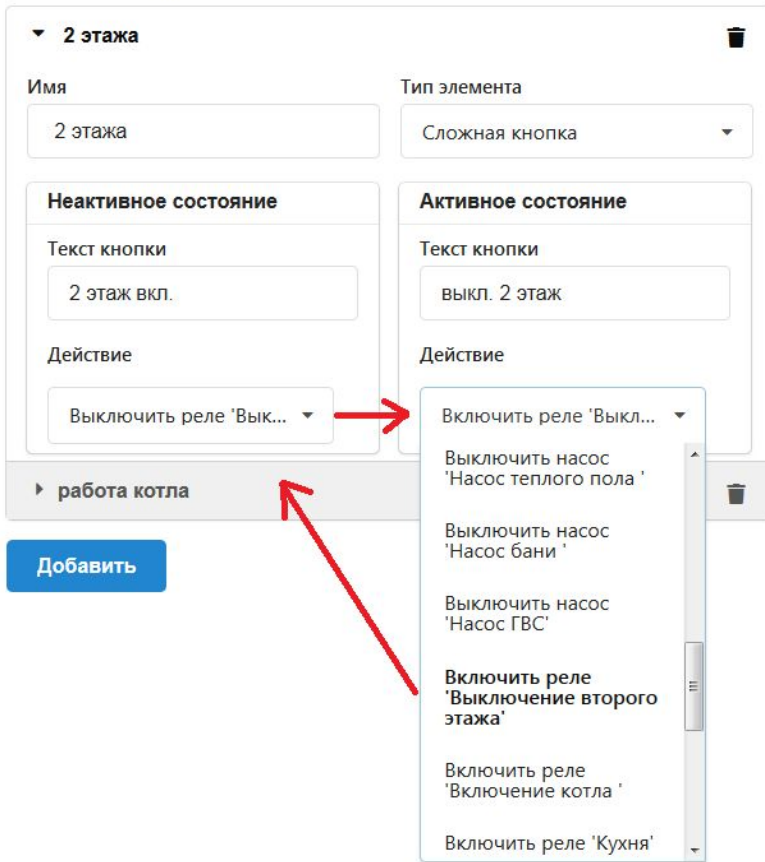 2 этажа
Имя
Тип элемента
2 этажа
Сложная кнопка
Неактивное состояние
Активное состояние
Текст кнопки
Текст кнопки
2 этаж вкл.
выкл. 2 этаж
Действие
Действие
Выключить реле 'Вык...
Включить реле 'Выкл...
Выключить насос
'Насос теплого пола '
работа котла
Выключить насос
'Насос бани '
Добавить
Выключить насос
'Насос ГВС'
Включить реле
'Выключение второго
этажа'
Включить реле
'Включение котла '
Включить реле 'Кухня'